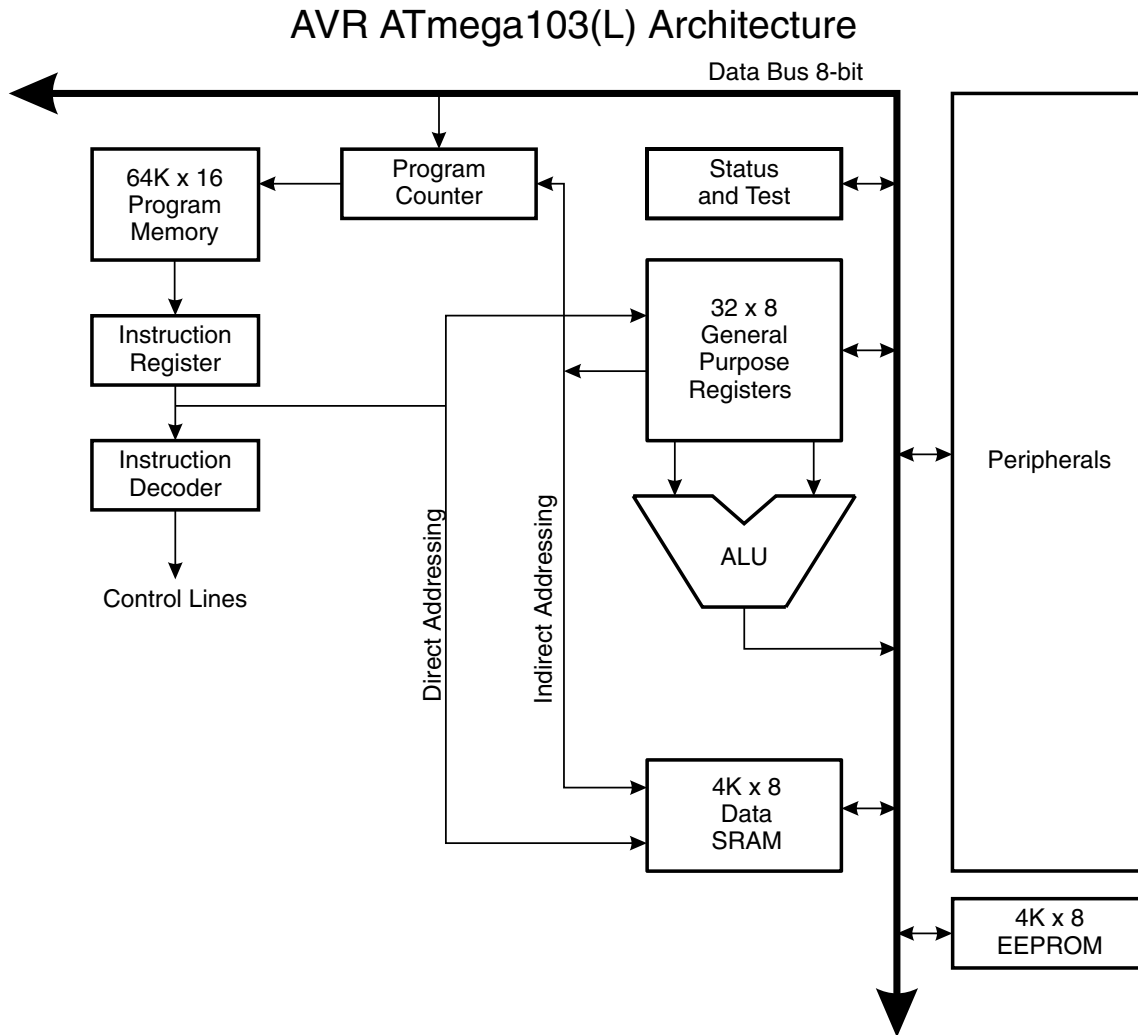 AVR ATmega103(L) Architecture
Data Bus 8-bit
64K x 16
Program
Memory
Program
Counter
Status
and Test
Instruction
Register
32 x 8
General
Purpose
Registers
Instruction
Decoder
Peripherals
ALU
Control Lines
Direct Addressing
Indirect Addressing
4K x 8
Data
SRAM
4K x 8
EEPROM